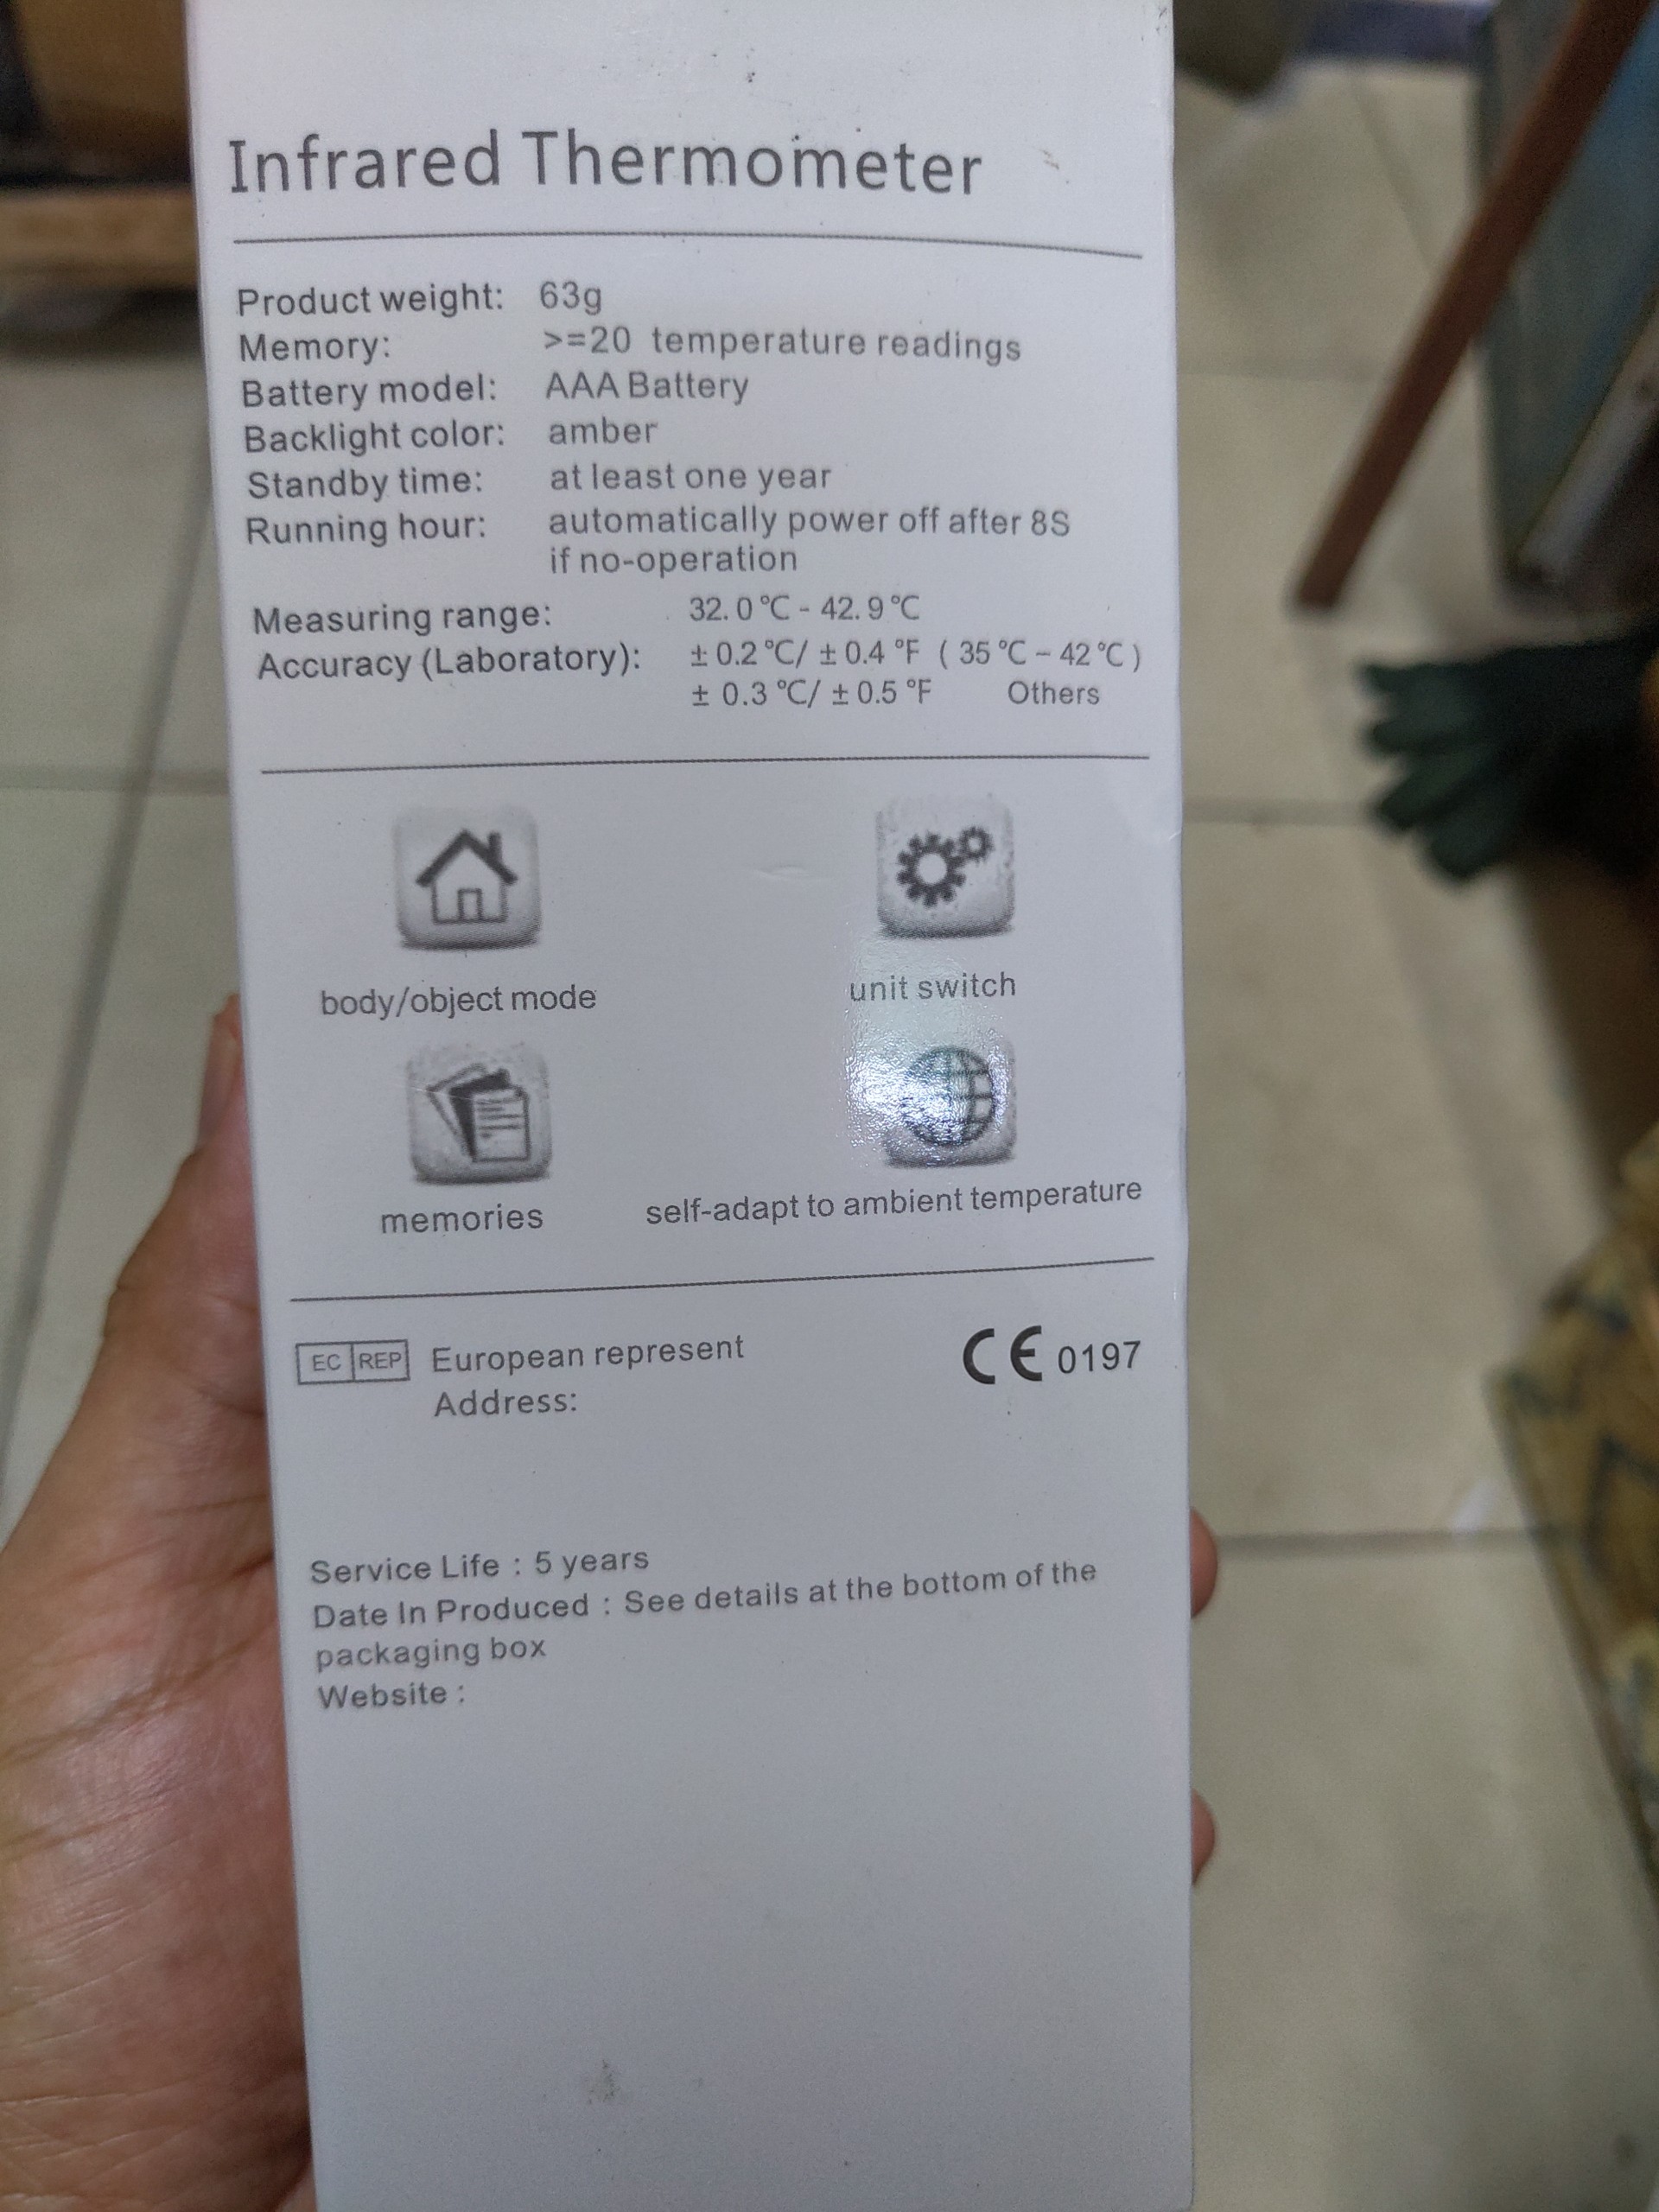 Infrared Thermometer
Product weight: 63g
Memory: >=20 temperature readings
Battery model: AAA Battery
Backlight color: amber
Standby time: at least one year
Running hour: automatically power off after 8S
if no-operation
Measuring range: 32.0℃ - 42.9℃
Accuracy (Laboratory): ± 0.2℃/ ± 0.4℉ ( 35℃ – 42℃ )
± 0.3℃/ ± 0.5℉ Others
body/object mode
unit switch
memories
self-adapt to ambient temperature
EC REP European represent
CE 0197
Address:
Service Life : 5 years
Date In Produced : See details at the bottom of the
packaging box
Website :